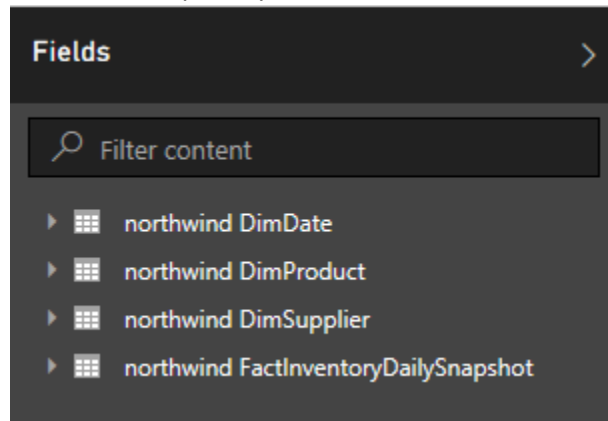 Fields
Filter content
northwind DimDate
northwind DimProduct
northwind DimSupplier
northwind FactInventoryDailySnapshot